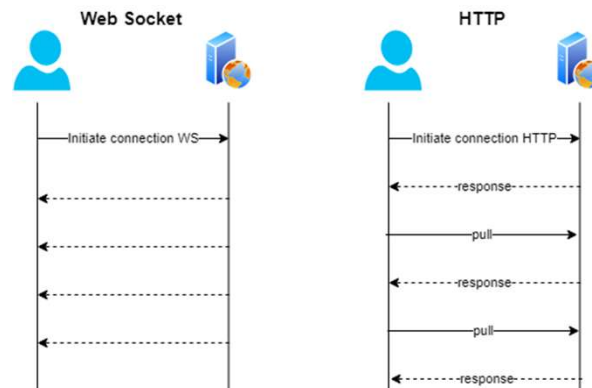 Web Socket
HTTP
Initiate connection WS
Initiate connection HTTP
response
pull
response
pull
response